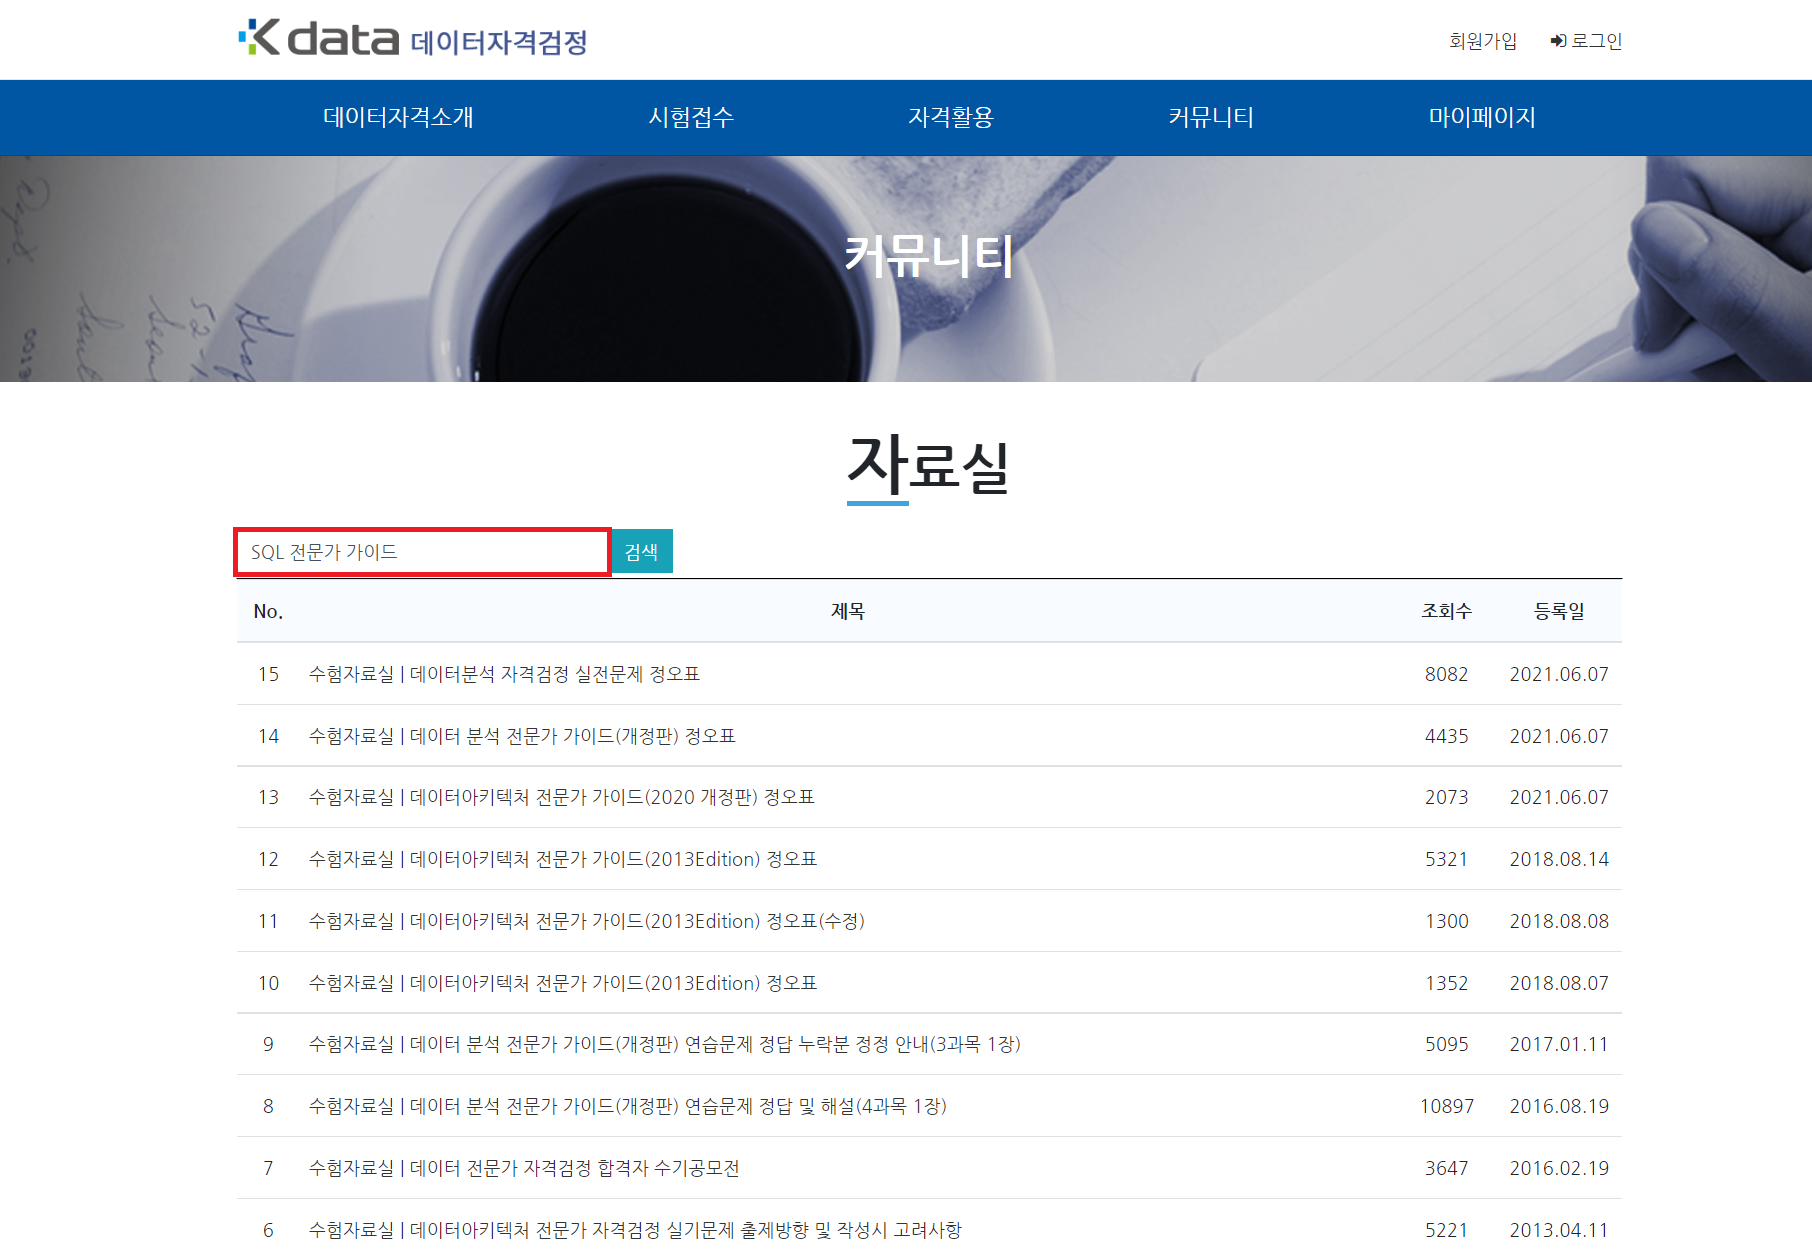 Kdata 데이터자격검정
회원가입 로그인
데이터자격소개 시험접수 자격활용 커뮤니티 마이페이지
커뮤니티
자료실
SQL 전문가 가이드 검색
No. 제목 조회수 등록일
15 수험자료실 | 데이터분석 자격검정 실전문제 정오표 8082 2021.06.07
14 수험자료실 | 데이터 분석 전문가 가이드(개정판) 정오표 4435 2021.06.07
13 수험자료실 | 데이터아키텍처 전문가 가이드(2020 개정판) 정오표 2073 2021.06.07
12 수험자료실 | 데이터아키텍처 전문가 가이드(2013Edition) 정오표 5321 2018.08.14
11 수험자료실 | 데이터아키텍처 전문가 가이드(2013Edition) 정오표(수정) 1300 2018.08.08
10 수험자료실 | 데이터아키텍처 전문가 가이드(2013Edition) 정오표 1352 2018.08.07
9 수험자료실 | 데이터 분석 전문가 가이드(개정판) 연습문제 정답 누락분 정정 안내(3과목 1장) 5095 2017.01.11
8 수험자료실 | 데이터 분석 전문가 가이드(개정판) 연습문제 정답 및 해설(4과목 1장) 10897 2016.08.19
7 수험자료실 | 데이터 전문가 자격검정 합격자 수기공모전 3647 2016.02.19
6 수험자료실 | 데이터아키텍처 전문가 자격검정 실기문제 출제방향 및 작성시 고려사항 5221 2013.04.11